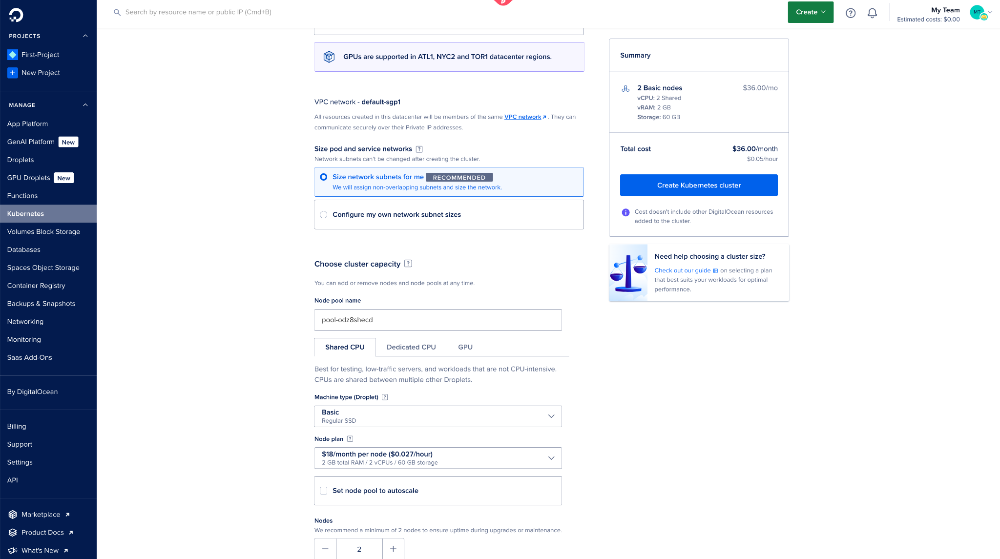 Search by resource name or public IP (Cmd+B)
Create
My Team
Estimated costs: $0.00
MT
PROJECTS
First-Project
New Project
MANAGE
App Platform
GenAI Platform New
Droplets
GPU Droplets New
Functions
Kubernetes
Volumes Block Storage
Databases
Spaces Object Storage
Container Registry
Backups & Snapshots
Networking
Monitoring
Saas Add-Ons
By DigitalOcean
Billing
Support
Settings
API
Marketplace
Product Docs
What's New
GPUs are supported in ATL1, NYC2 and TOR1 datacenter regions.
VPC network - default-sgp1
All resources created in this datacenter will be members of the same VPC network. They can
communicate securely over their Private IP addresses.
Size pod and service networks ?
Network subnets can't be changed after creating the cluster.
Size network subnets for me RECOMMENDED
We will assign non-overlapping subnets and size the network.
Configure my own network subnet sizes
Choose cluster capacity ?
You can add or remove nodes and node pools at any time.
Node pool name
pool-odz8shecd
Shared CPU Dedicated CPU GPU
Best for testing, low-traffic servers, and workloads that are not CPU-intensive.
CPUs are shared between multiple other Droplets.
Machine type (Droplet) ?
Basic
Regular SSD
Node plan ?
$18/month per node ($0.027/hour)
2 GB total RAM / 2 vCPUs / 60 GB storage
Set node pool to autoscale
Nodes
We recommend a minimum of 2 nodes to ensure uptime during upgrades or maintenance.
2
Summary
2 Basic nodes $36.00/mo
vCPU: 2 Shared
vRAM: 2 GB
Storage: 60 GB
Total cost $36.00/month
$0.05/hour
Create Kubernetes cluster
Cost doesn't include other DigitalOcean resources
added to the cluster.
Need help choosing a cluster size?
Check out our guide on selecting a plan
that best suits your workloads for optimal
performance.